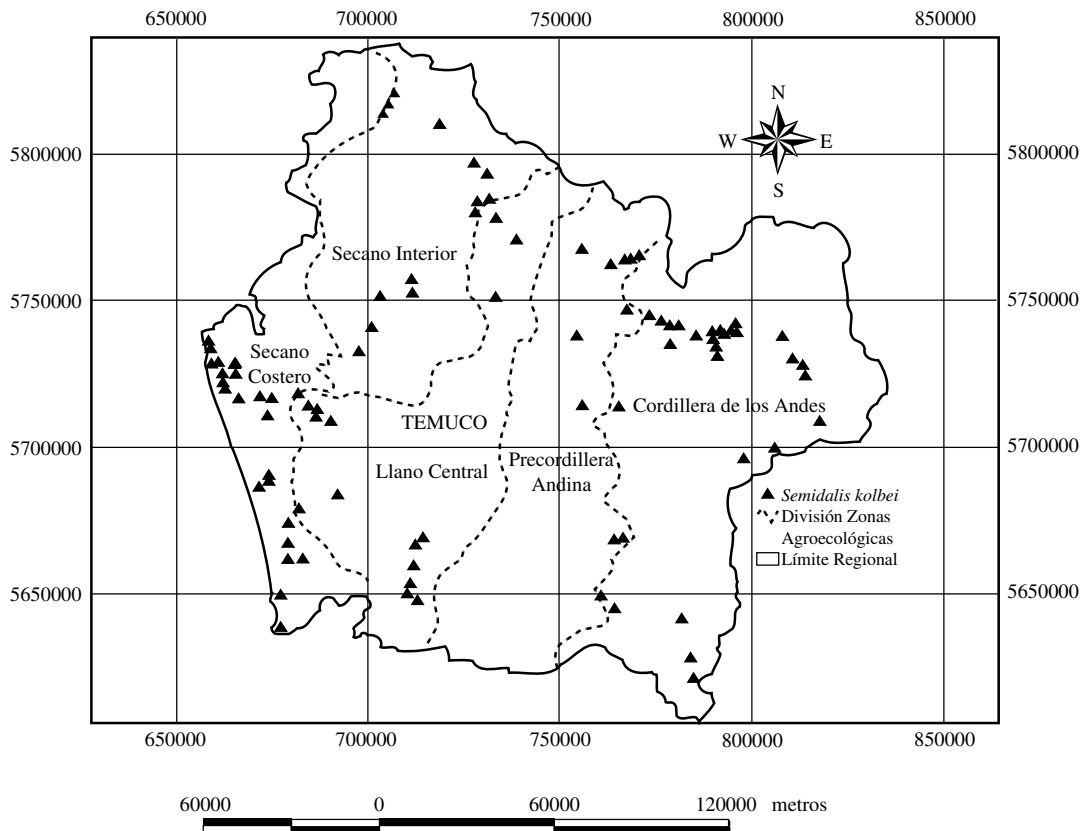 650000 700000 750000 800000 850000
N
W E
S
5800000 5800000
Secano Interior
5750000 5750000
Secano
Costero
Cordillera de los Andes
TEMUCO
5700000 5700000
Llano Central
Precordillera
Andina
Semidalis kolbei
División Zonas
Agroecológicas
Límite Regional
5650000 5650000
650000 700000 750000 800000 850000
60000 0 60000 120000 metros